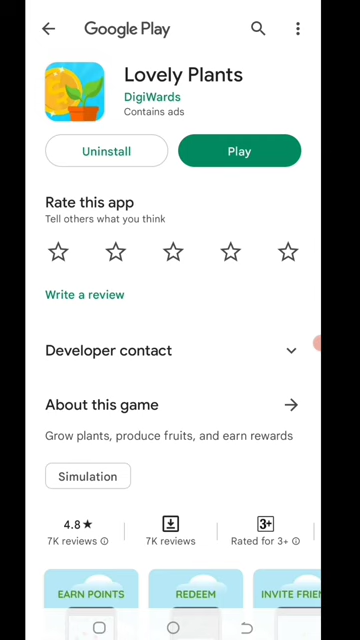 Google Play
Lovely Plants
DigiWards
Contains ads
Uninstall
Play
Rate this app
Tell others what you think
Write a review
Developer contact
About this game
Grow plants, produce fruits, and earn rewards
Simulation
4.8★
7K reviews
7K reviews
3+
Rated for 3+
EARN POINTS
REDEEM
INVITE FRIEN